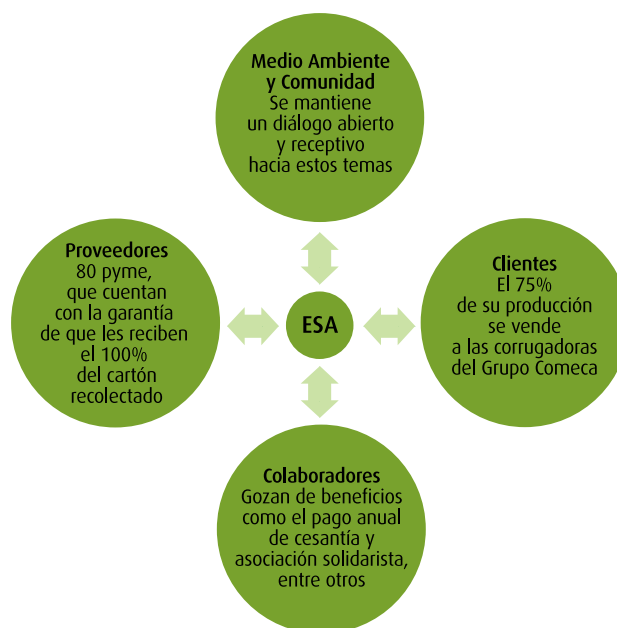 Medio Ambiente
y Comunidad
Se mantiene
un diálogo abierto
y receptivo
hacia estos temas
Proveedores
80 pyme,
que cuentan
con la garantía
de que les reciben
el 100%
del cartón
recolectado
ESA
Clientes
El 75%
de su producción
se vende
a las corrugadoras
del Grupo Comeca
Colaboradores
Gozan de beneficios
como el pago anual
de cesantía y
asociación solidarista,
entre otros